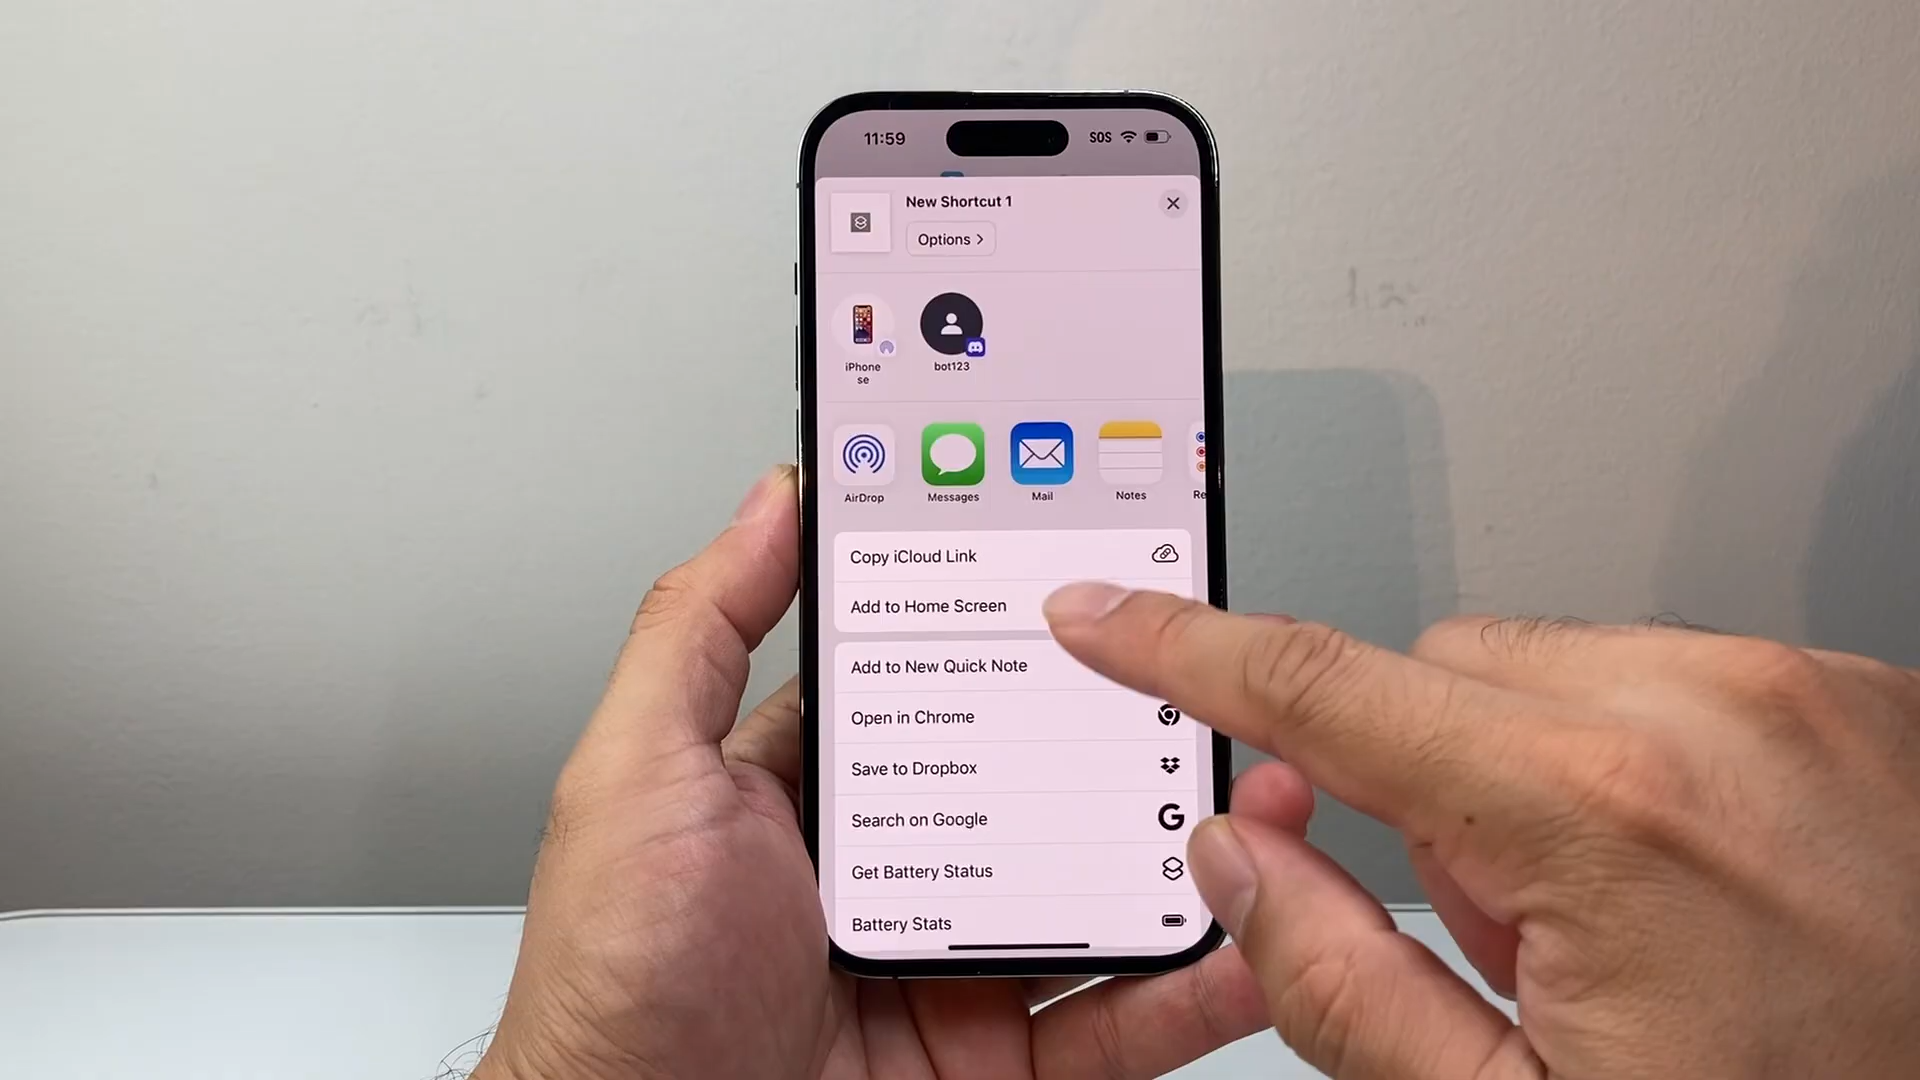 11:59
SOS
New Shortcut 1
Options >
iPhone
se
bot123
AirDrop
Messages
Mail
Notes
Re
Copy iCloud Link
Add to Home Screen
Add to New Quick Note
Open in Chrome
Save to Dropbox
Search on Google
G
Get Battery Status
Battery Stats